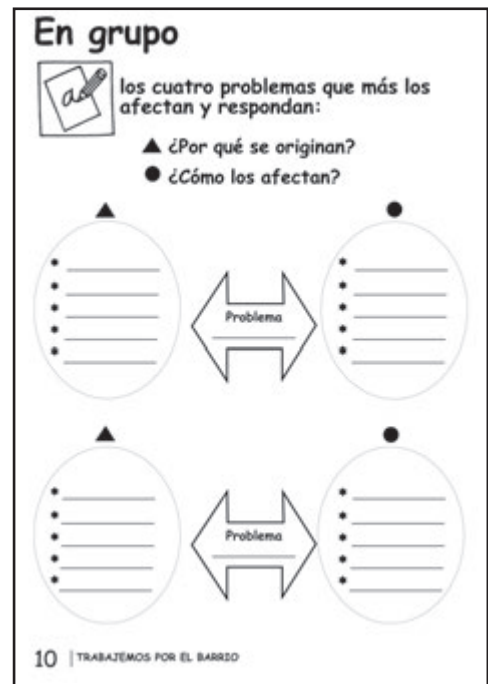 En grupo
los cuatro problemas que más los
afectan y respondan:
▲ ¿Por qué se originan?
● ¿Cómo los afectan?
Problema
Problema
10 | TRABAJEMOS POR EL BARRIO